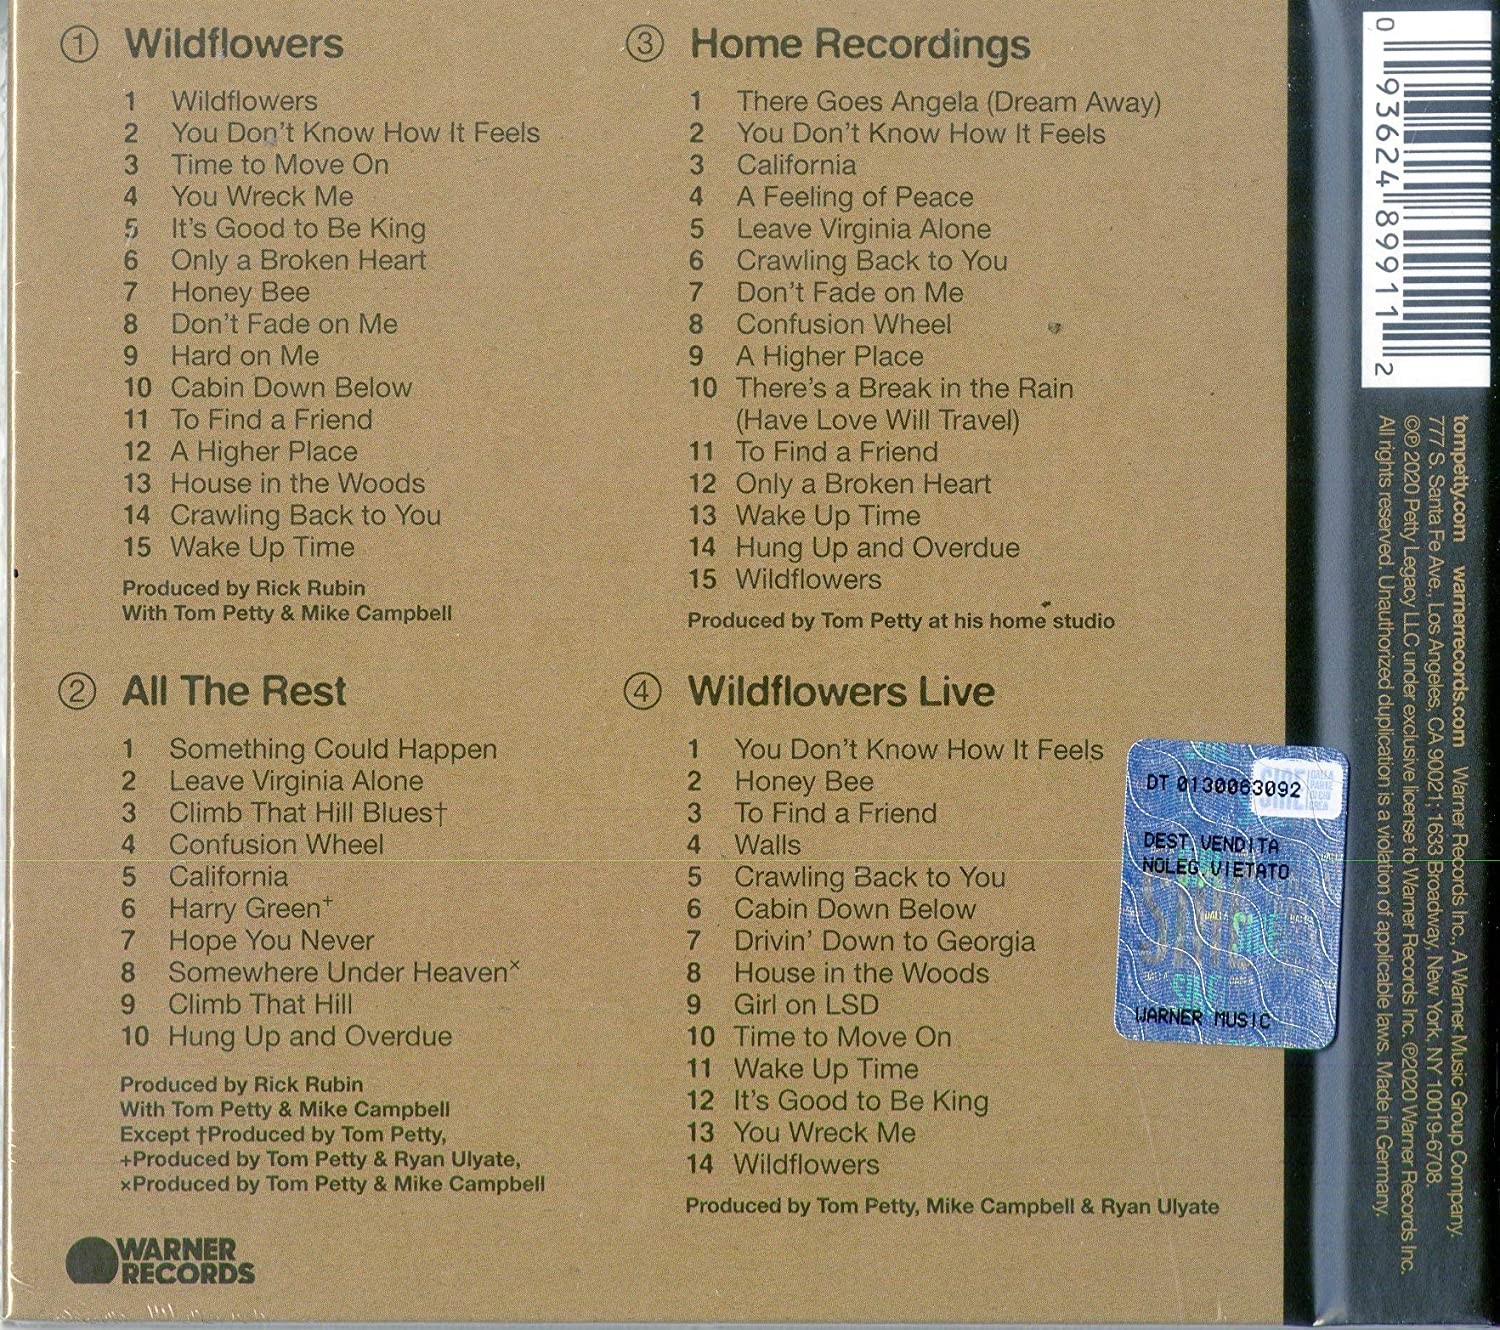 ① Wildflowers
1 Wildflowers
2 You Don't Know How It Feels
3 Time to Move On
4 You Wreck Me
5 It's Good to Be King
6 Only a Broken Heart
7 Honey Bee
8 Don't Fade on Me
9 Hard on Me
10 Cabin Down Below
11 To Find a Friend
12 A Higher Place
13 House in the Woods
14 Crawling Back to You
15 Wake Up Time
Produced by Rick Rubin
With Tom Petty & Mike Campbell
② All The Rest
1 Something Could Happen
2 Leave Virginia Alone
3 Climb That Hill Blues†
4 Confusion Wheel
5 California
6 Harry Green⁺
7 Hope You Never
8 Somewhere Under Heavenˣ
9 Climb That Hill
10 Hung Up and Overdue
Produced by Rick Rubin
With Tom Petty & Mike Campbell
Except †Produced by Tom Petty,
+Produced by Tom Petty & Ryan Ulyate,
×Produced by Tom Petty & Mike Campbell
WARNER
RECORDS
③ Home Recordings
1 There Goes Angela (Dream Away)
2 You Don't Know How It Feels
3 California
4 A Feeling of Peace
5 Leave Virginia Alone
6 Crawling Back to You
7 Don't Fade on Me
8 Confusion Wheel
9 A Higher Place
10 There's a Break in the Rain
(Have Love Will Travel)
11 To Find a Friend
12 Only a Broken Heart
13 Wake Up Time
14 Hung Up and Overdue
15 Wildflowers
Produced by Tom Petty at his home studio
④ Wildflowers Live
1 You Don't Know How It Feels
2 Honey Bee
3 To Find a Friend
4 Walls
5 Crawling Back to You
6 Cabin Down Below
7 Drivin' Down to Georgia
8 House in the Woods
9 Girl on LSD
10 Time to Move On
11 Wake Up Time
12 It's Good to Be King
13 You Wreck Me
14 Wildflowers
Produced by Tom Petty, Mike Campbell & Ryan Ulyate
DT 0130063092
DEST.VENDITA
NOLEG.VIETATO
WARNER MUSIC
0 93624 89911 2
tompetty.com warnerrecords.com Warner Records Inc., A Warner Music Group Company.
777 S. Santa Fe Ave., Los Angeles, CA 90021; 1633 Broadway, New York, NY 10019-6708.
©℗ 2020 Petty Legacy LLC under exclusive license to Warner Records Inc. ℗2020 Warner Records Inc.
All rights reserved. Unauthorized duplication is a violation of applicable laws. Made in Germany.